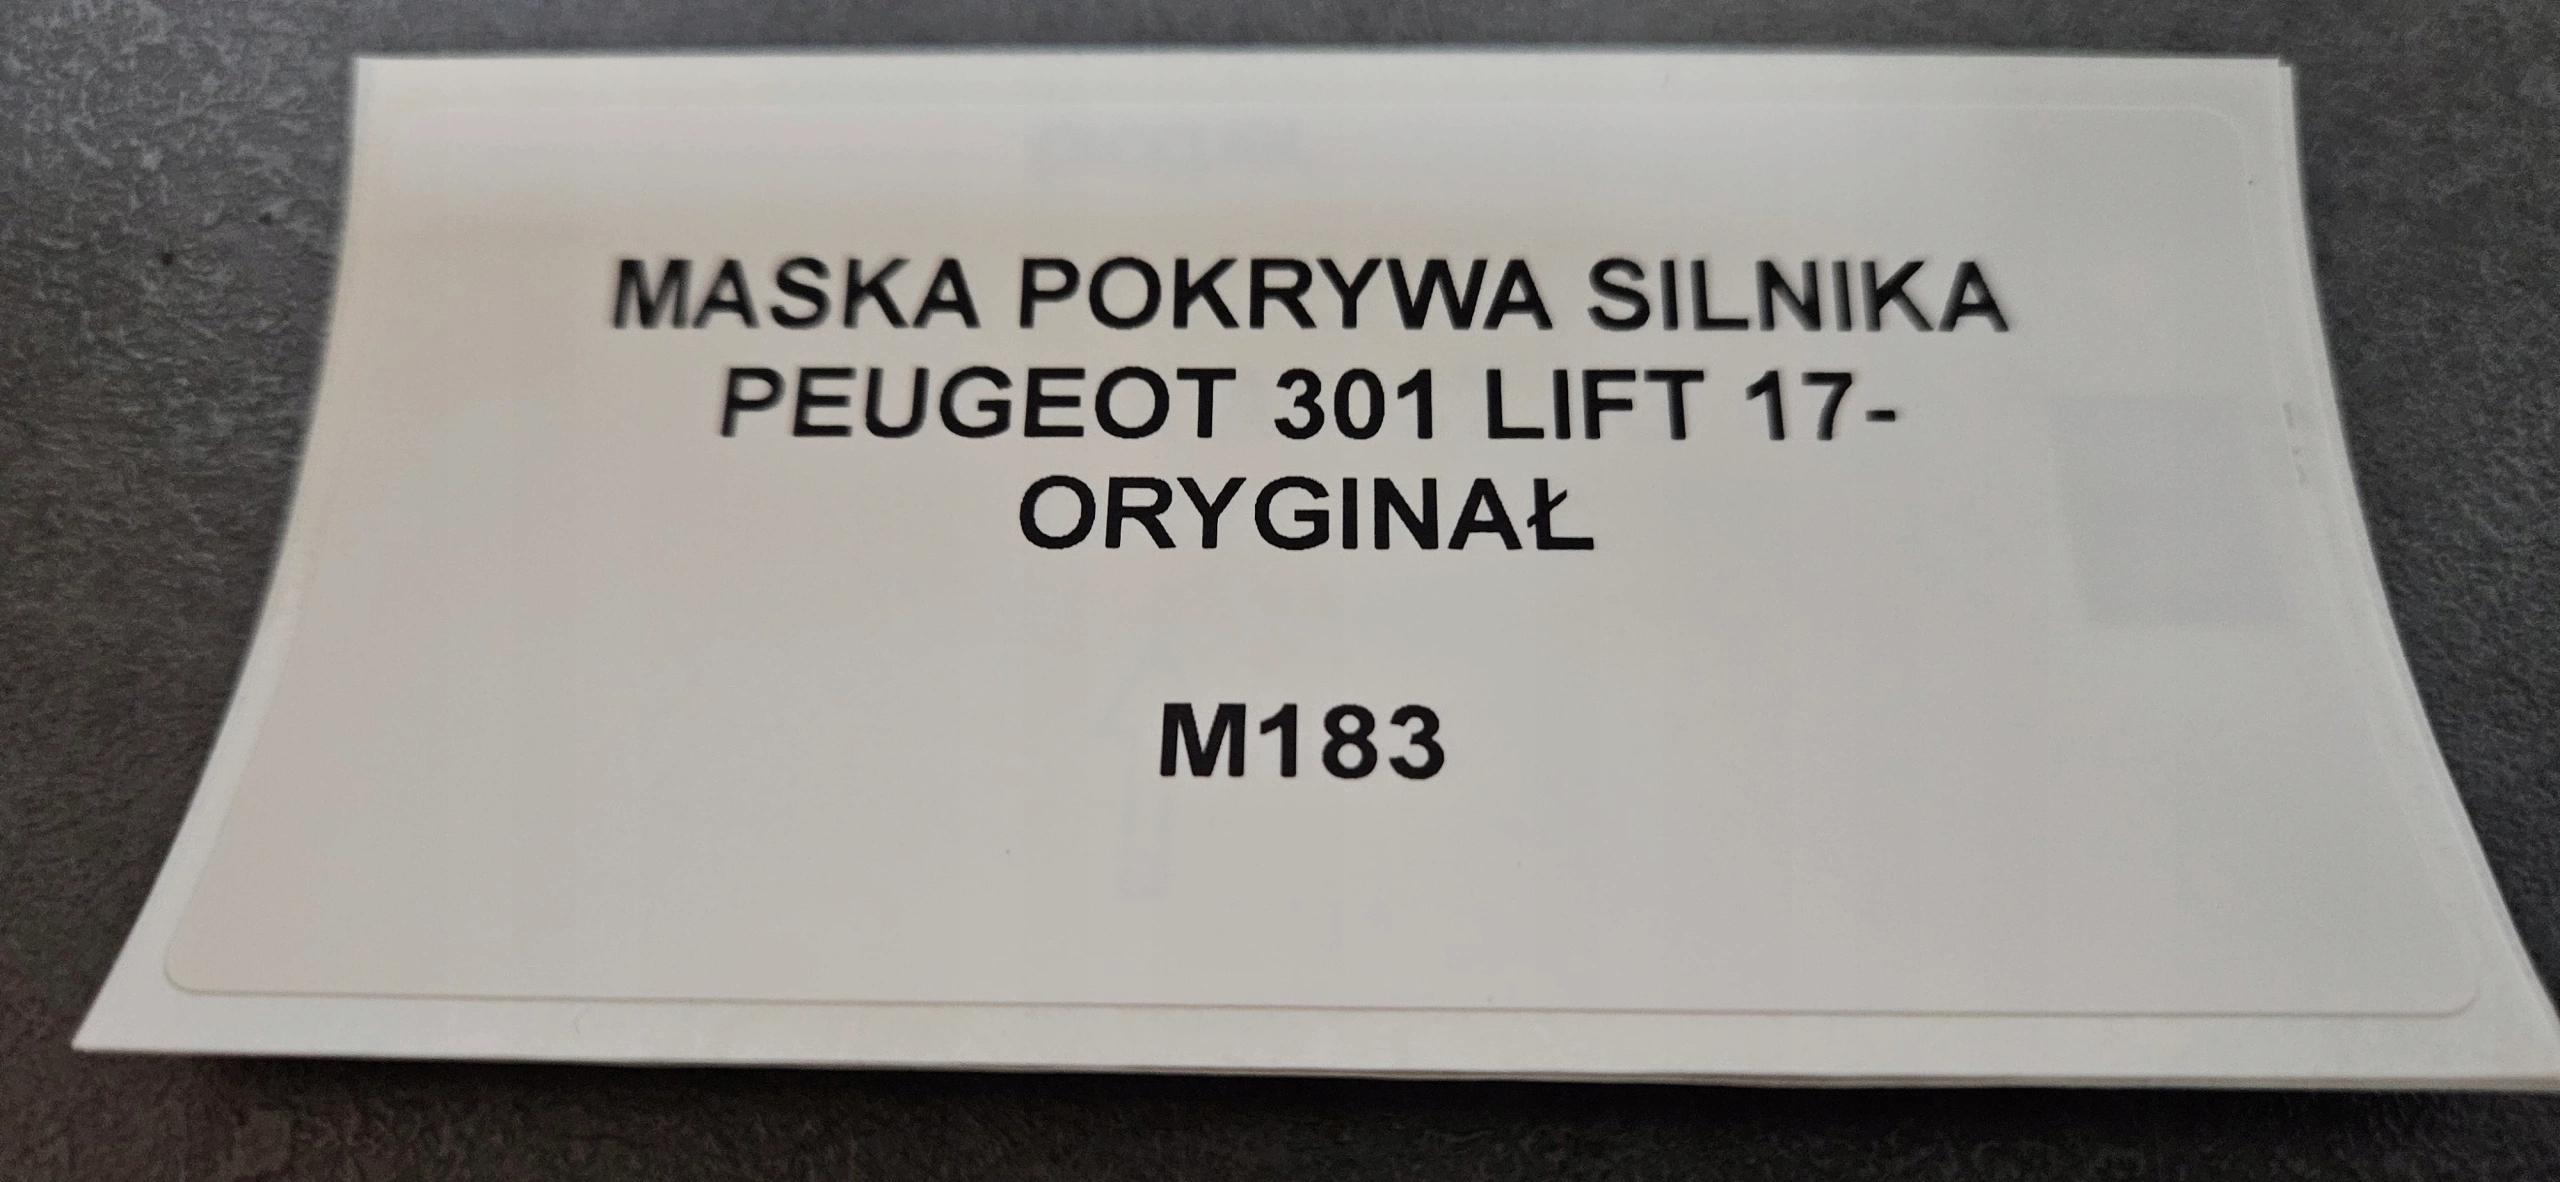 MASKA POKRYWA SILNIKA
PEUGEOT 301 LIFT 17-
ORYGINAŁ
M183